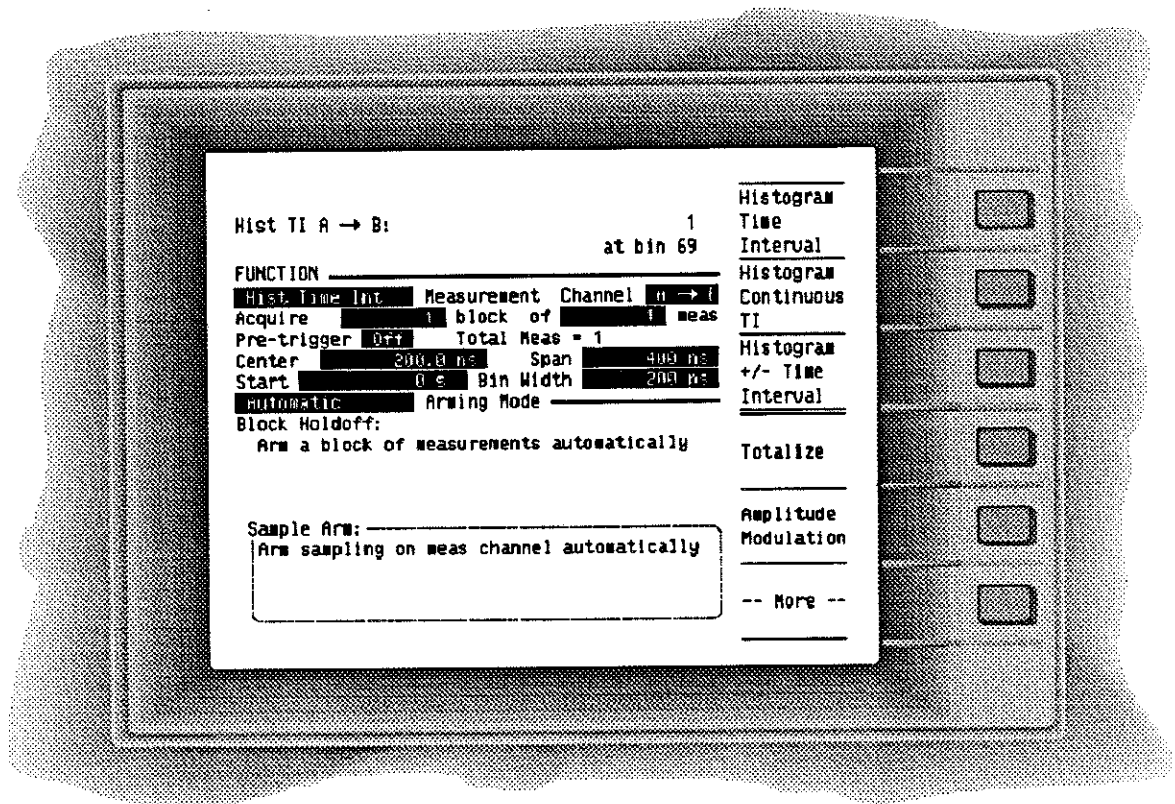 Hist TI A → B: 1
at bin 69
FUNCTION
Hist Time Int Measurement Channel A →
Acquire 1 block of 1 meas
Pre-trigger Off Total Meas = 1
Center 200.0 ns Span 400 ns
Start 0 s Bin Width 200
Automatic Arming Mode
Block Holdoff:
Arm a block of measurements automatically
Sample Arm:
Arm sampling on meas channel automatically
Histogram
Time
Interval
Histogram
Continuous
TI
Histogram
+/- Time
Interval
Totalize
Amplitude
Modulation
-- More --